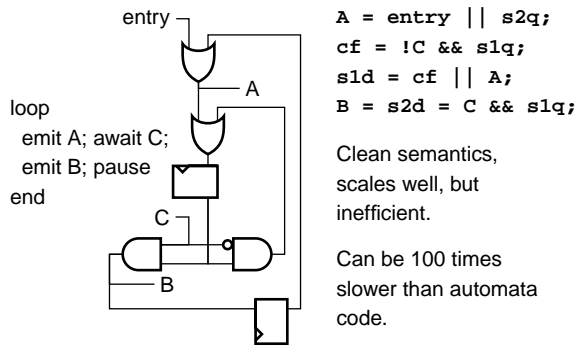 entry
A
loop
emit A; await C;
emit B; pause
end
C
B
A = entry || s2q;
cf = !C && s1q;
s1d = cf || A;
B = s2d = C && s1q;
Clean semantics,
scales well, but
inefficient.
Can be 100 times
slower than automata
code.